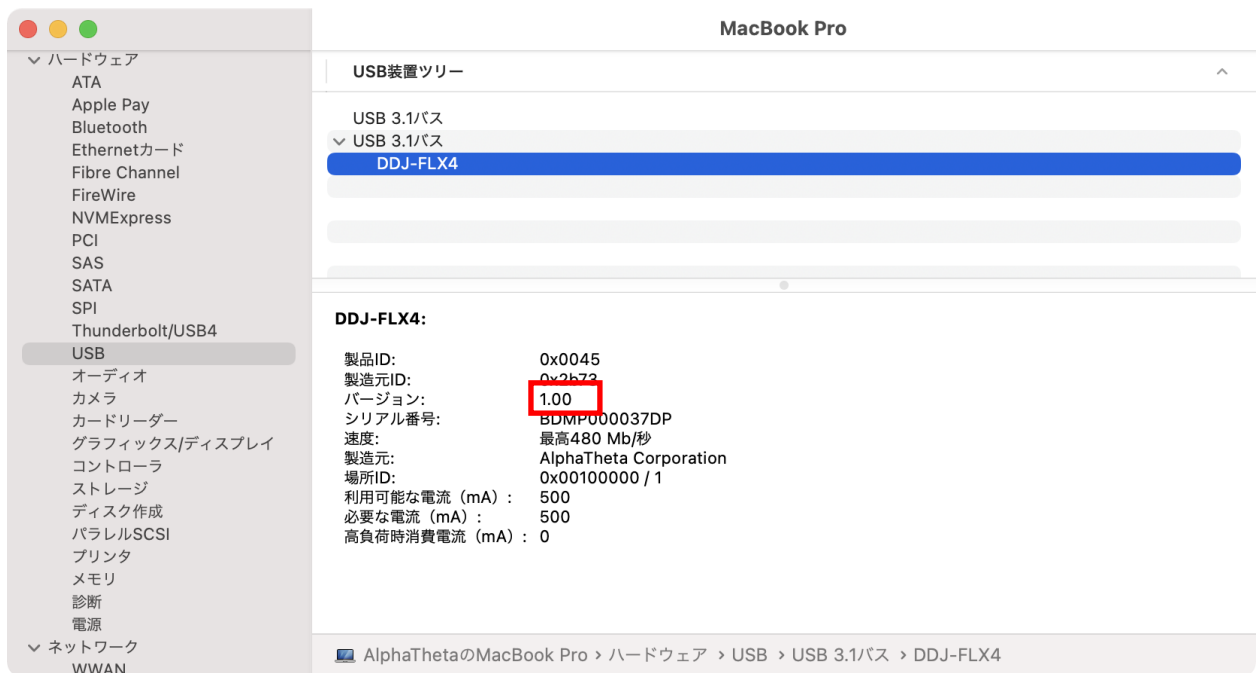 MacBook Pro
ハードウェア
ATA
Apple Pay
Bluetooth
Ethernetカード
Fibre Channel
FireWire
NVMExpress
PCI
SAS
SATA
SPI
Thunderbolt/USB4
USB
オーディオ
カメラ
カードリーダー
グラフィックス/ディスプレイ
コントローラ
ストレージ
ディスク作成
パラレルSCSI
プリンタ
メモリ
診断
電源
ネットワーク
WWAN
USB装置ツリー
USB 3.1バス
USB 3.1バス
DDJ-FLX4
DDJ-FLX4:
製品ID: 0x0045
製造元ID: 0x2b73
バージョン: 1.00
シリアル番号: BDMP000037DP
速度: 最高480 Mb/秒
製造元: AlphaTheta Corporation
場所ID: 0x00100000 / 1
利用可能な電流（mA）: 500
必要な電流（mA）: 500
高負荷時消費電流（mA）: 0
AlphaThetaのMacBook Pro › ハードウェア › USB › USB 3.1バス › DDJ-FLX4